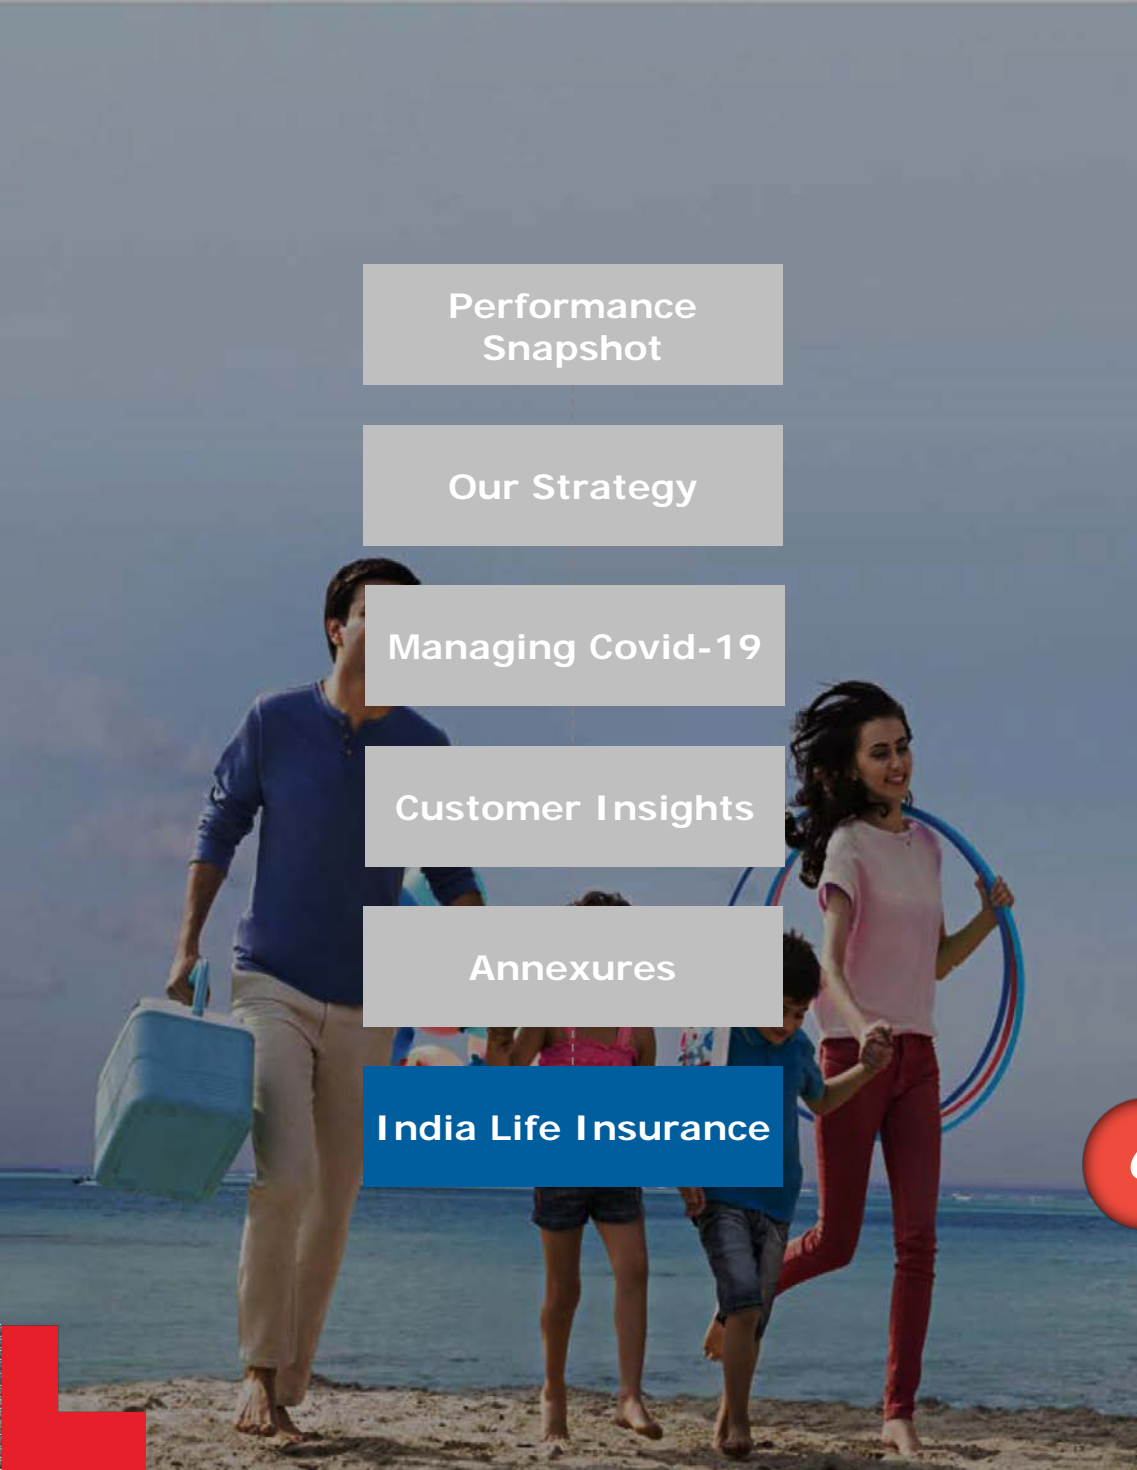 Performance
Snapshot
Our Strategy
Managing Covid-19
Customer Insights
Annexures
India Life Insurance